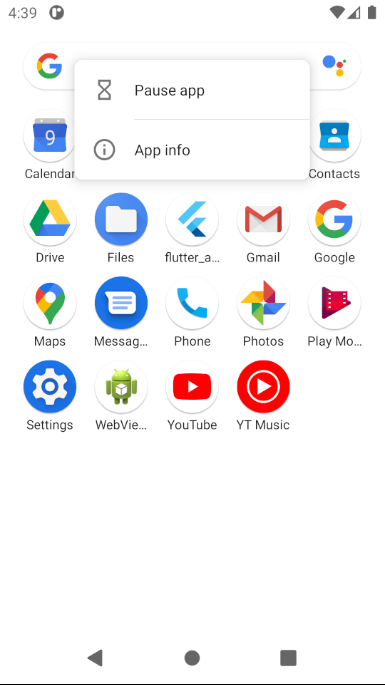 4:39
Pause app
App info
9
Calendar
Contacts
Drive
Files
flutter_a...
Gmail
Google
Maps
Messag...
Phone
Photos
Play Mo...
Settings
WebVie...
YouTube
YT Music